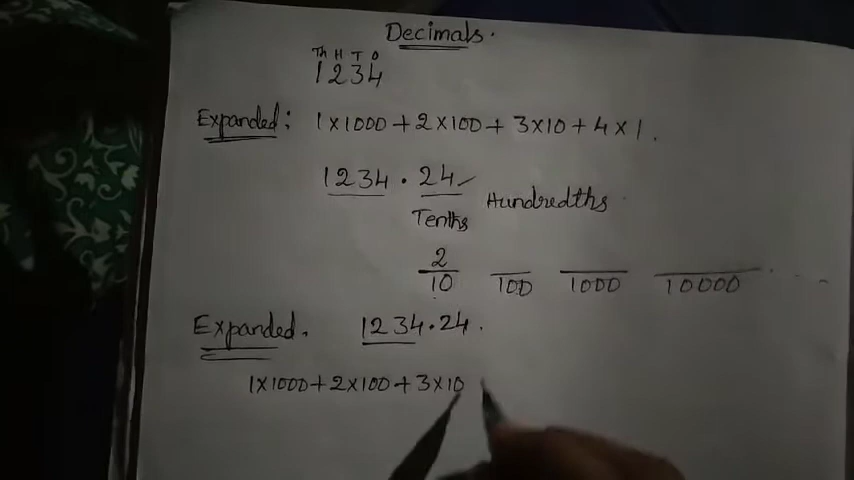 Decimals.
Th H T O
1234
Expanded: 1×1000 + 2×100 + 3×10 + 4×1.
1234.24
Tenths Hundredths
2/10 /100 /1000 /10000 . - -
Expanded. 1234.24.
1×1000 + 2×100 + 3×10